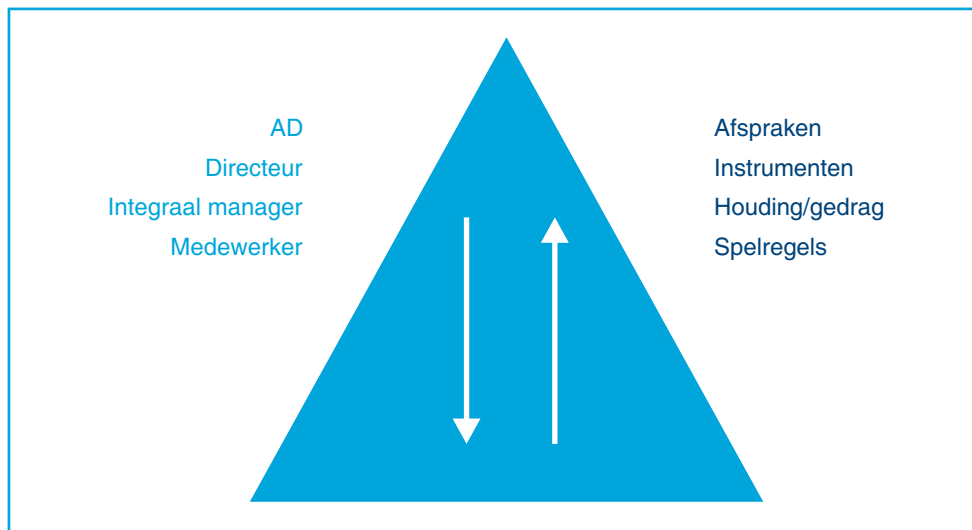 AD
Directeur
Integraal manager
Medewerker
Afspraken
Instrumenten
Houding/gedrag
Spelregels